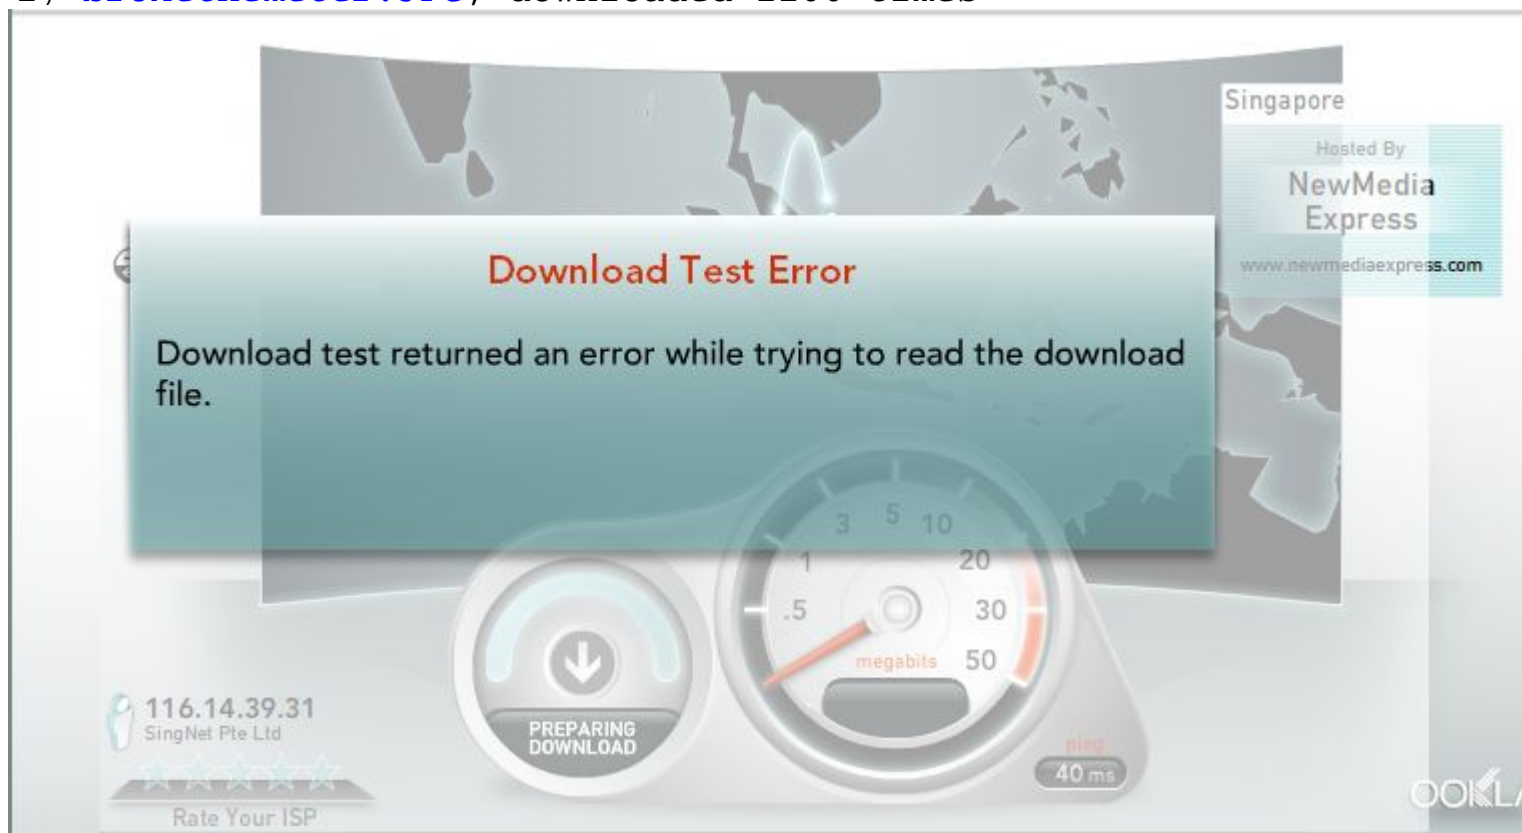 Singapore
Hosted By
NewMedia
Express
www.newmediaexpress.com
Download Test Error
Download test returned an error while trying to read the download
file.
3 5 10
1 20
.5 30
megabits 50
116.14.39.31
SingNet Pte Ltd
PREPARING
DOWNLOAD
ping
40 ms
Rate Your ISP
OOKLA